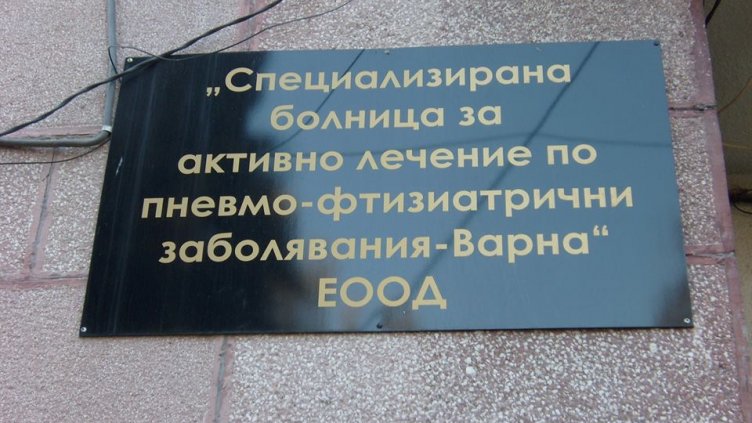 „Специализирана
болница за
активно лечение по
пневмо-фтизиатрични
заболявания-Варна“
ЕООД